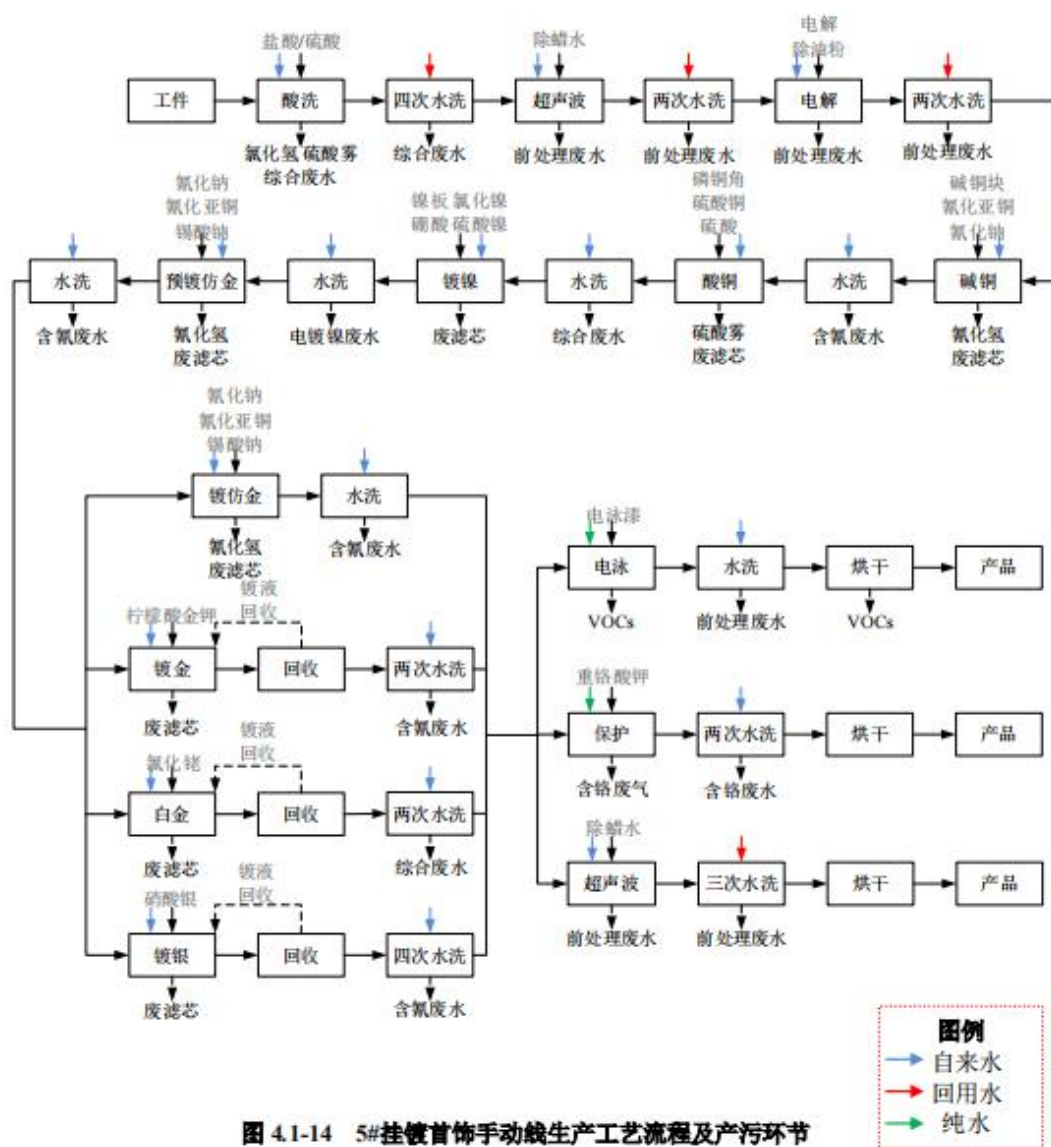 盐酸/硫酸
除蜡水
电解
除油粉
工件
酸洗
四次水洗
超声波
两次水洗
电解
两次水洗
氯化氢 硫酸雾
综合废水
综合废水
前处理废水
前处理废水
前处理废水
前处理废水
氰化钠
氰化亚铜
锡酸钠
镍板 氯化镍
硼酸 硫酸镍
磷铜角
硫酸铜
硫酸
碱铜块
氰化亚铜
氰化钠
水洗
预镀仿金
水洗
镀镍
水洗
酸铜
水洗
碱铜
含氰废水
氰化氢
废滤芯
电镀镍废水
废滤芯
综合废水
硫酸雾
废滤芯
含氰废水
氰化氢
废滤芯
氰化钠
氰化亚铜
锡酸钠
镀仿金
水洗
氰化氢
废滤芯
含氰废水
柠檬酸金钾
镀液
回收
镀金
回收
两次水洗
废滤芯
含氰废水
氯化铑
镀液
回收
白金
回收
两次水洗
废滤芯
综合废水
硝酸银
镀液
回收
镀银
回收
四次水洗
废滤芯
含氰废水
电泳漆
电泳
水洗
烘干
产品
VOCs
前处理废水
VOCs
重铬酸钾
保护
两次水洗
烘干
产品
含铬废气
含铬废水
除蜡水
超声波
三次水洗
烘干
产品
前处理废水
前处理废水
图例
自来水
回用水
纯水
图 4.1-14 5#挂镀首饰手动线生产工艺流程及产污环节